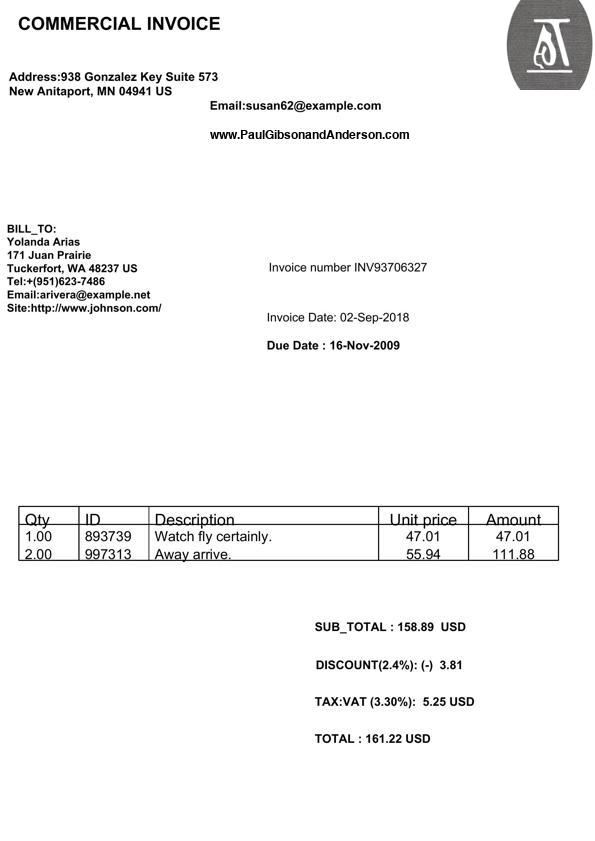 COMMERCIAL INVOICE
Address:938 Gonzalez Key Suite 573
New Anitaport, MN 04941 US
Email:susan62@example.com
www.PaulGibsonandAnderson.com
BILL_TO:
Yolanda Arias
171 Juan Prairie
Tuckerfort, WA 48237 US
Tel:+(951)623-7486
Email:arivera@example.net
Site:http://www.johnson.com/
Invoice number INV93706327
Invoice Date: 02-Sep-2018
Due Date : 16-Nov-2009
Qty ID Description Unit price Amount
1.00 893739 Watch fly certainly. 47.01 47.01
2.00 997313 Away arrive. 55.94 111.88
SUB_TOTAL : 158.89 USD
DISCOUNT(2.4%): (-) 3.81
TAX:VAT (3.30%): 5.25 USD
TOTAL : 161.22 USD